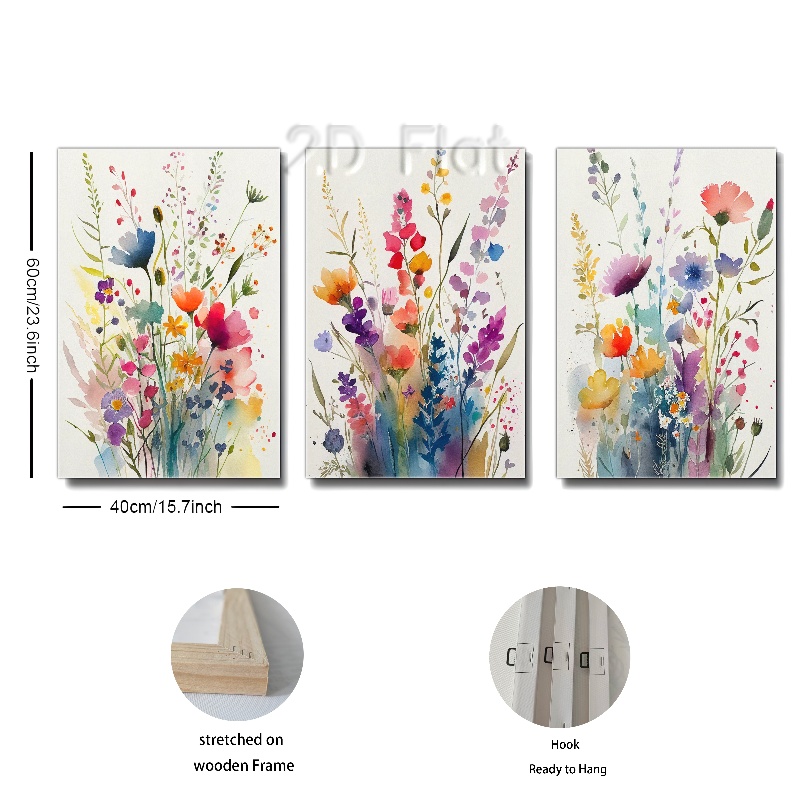 2D Flat
60cm/23.6inch
40cm/15.7inch
stretched on
wooden Frame
Hook
Ready to Hang